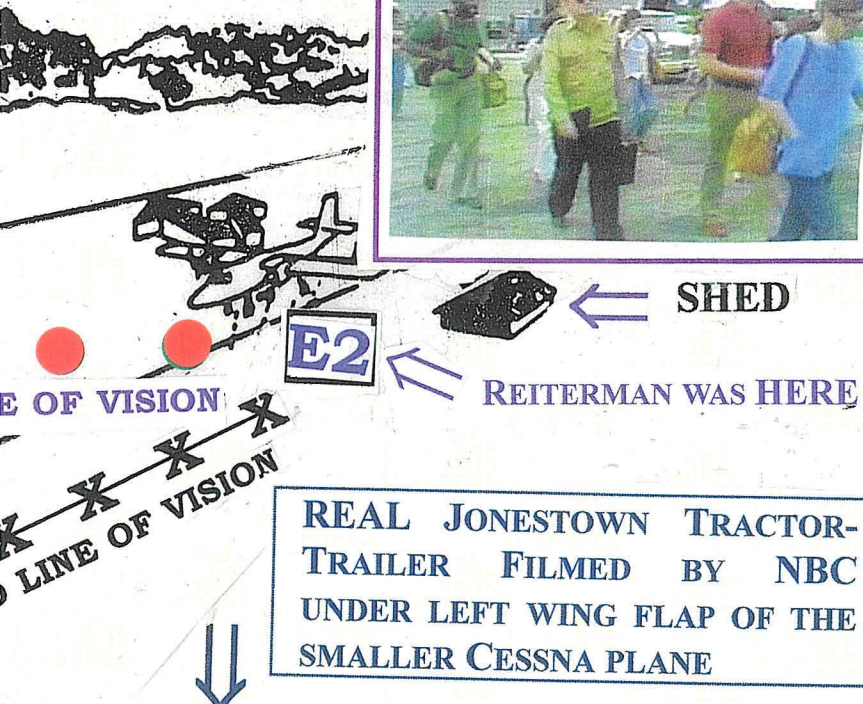 SHED
E2
REITERMAN WAS HERE
E OF VISION
X X X X
LINE OF VISION
REAL JONESTOWN TRACTOR-
TRAILER FILMED BY NBC
UNDER LEFT WING FLAP OF THE
SMALLER CESSNA PLANE